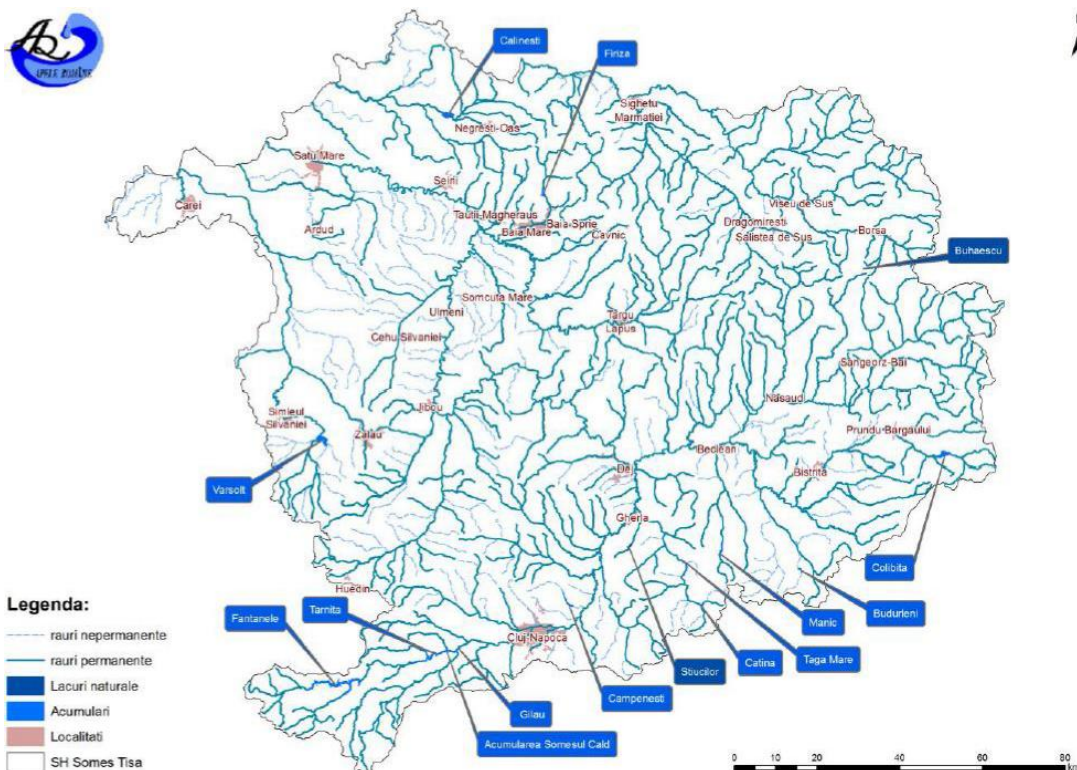 APELE ROMÂNE
Calinesti
Firiza
Sighetu
Marmatiei
Negresti-Oas
Satu Mare
Seini
Carei
Viseu de Sus
Tautii-Magheraus
Baia-Sprie
Dragomiresti
Ardud
Baia Mare
Cavnic
Salistea de Sus
Borsa
Buhaescu
Somcuta Mare
Ulmeni
Targu
Lapus
Cehu Silvaniei
Sangeorz-Bai
Nasaud
Jibou
Simleul
Silvaniei
Zalau
Prundu Bargaului
Beclean
Bistrita
Dej
Varsolt
Gherla
Colibita
Huedin
Legenda:
Tarnita
Budurleni
Fantanele
Manic
rauri nepermanente
Cluj-Napoca
Taga Mare
rauri permanente
Catina
Stiucilor
Lacuri naturale
Campenesti
Acumulari
Gilau
Localitati
Acumularea Somesul Cald
SH Somes Tisa
0 10 20 40 60 80
km